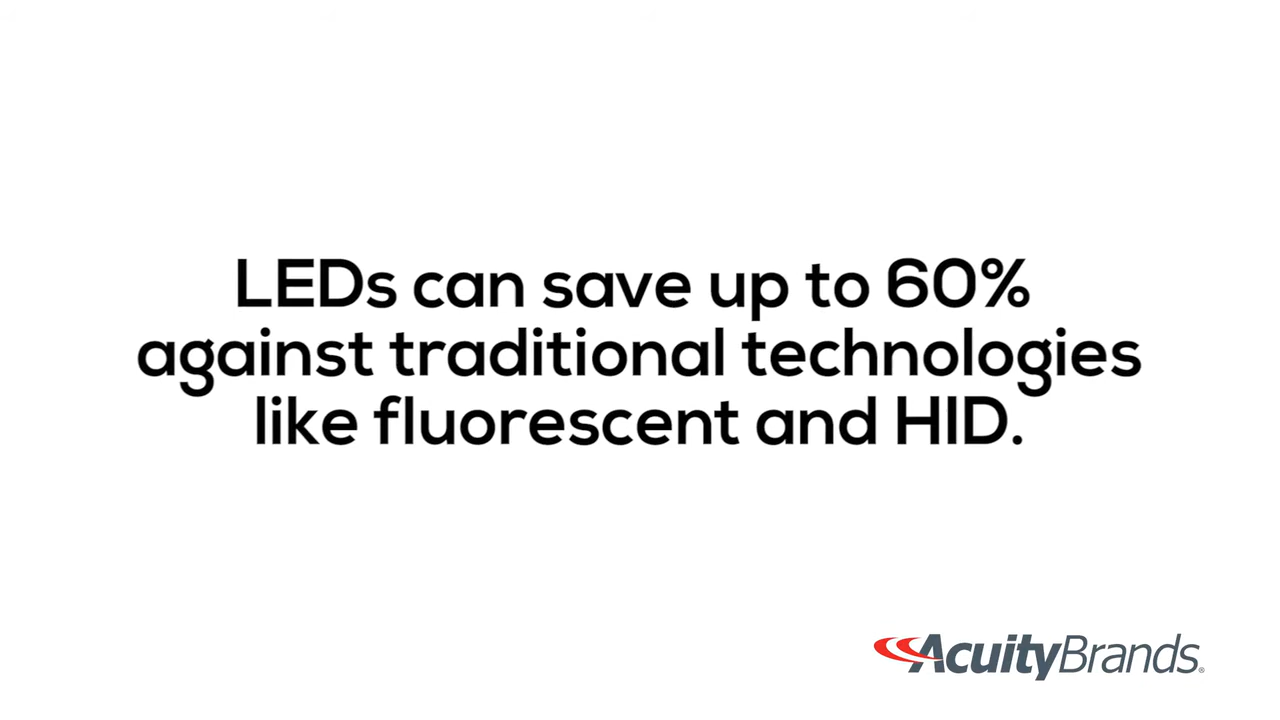 LEDs can save up to 60%
against traditional technologies
like fluorescent and HID.
AcuityBrands®